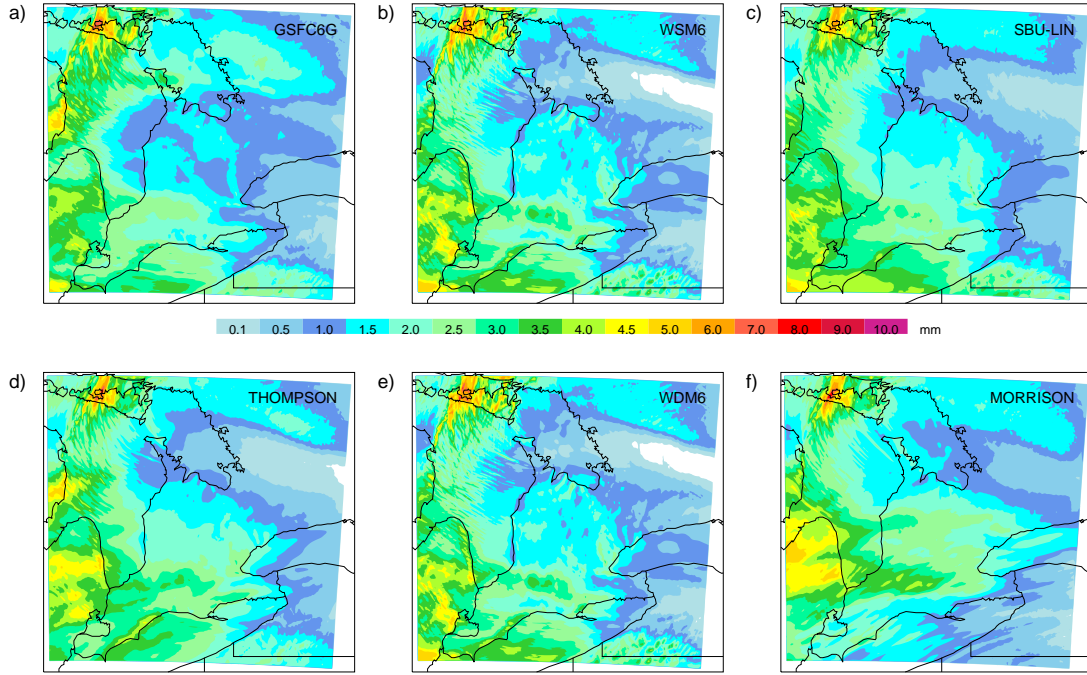 a)
GSFC6G
b)
WSM6
c)
SBU-LIN
0.1 0.5 1.0 1.5 2.0 2.5 3.0 3.5 4.0 4.5 5.0 6.0 7.0 8.0 9.0 10.0 mm
d)
THOMPSON
e)
WDM6
f)
MORRISON